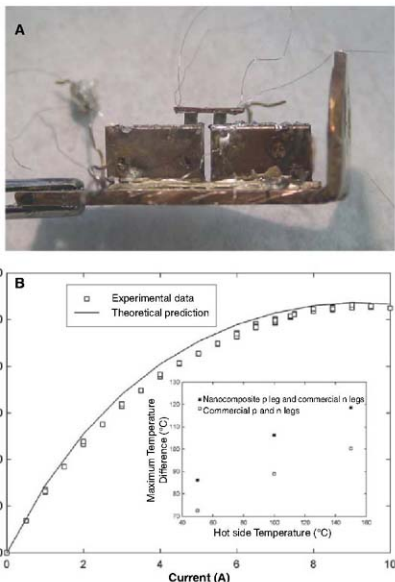 A
B
Experimental data
Theoretical prediction
130
120
110
100
90
80
70
Maximum Temperature
Difference (°C)
Nanocomposite p leg and commercial n legs
Commercial p and n legs
40 60 80 100 120 140 160
Hot side Temperature (°C)
0 2 4 6 8 10
Current (A)